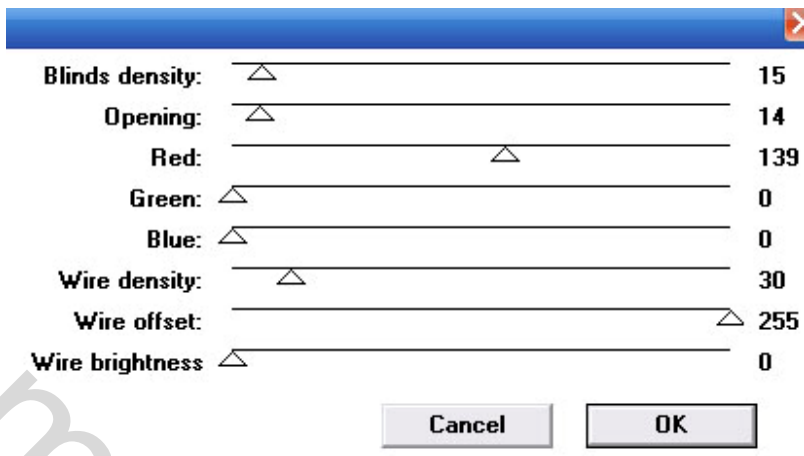 Blinds density: 15
Opening: 14
Red: 139
Green: 0
Blue: 0
Wire density: 30
Wire offset: 255
Wire brightness 0
Cancel OK